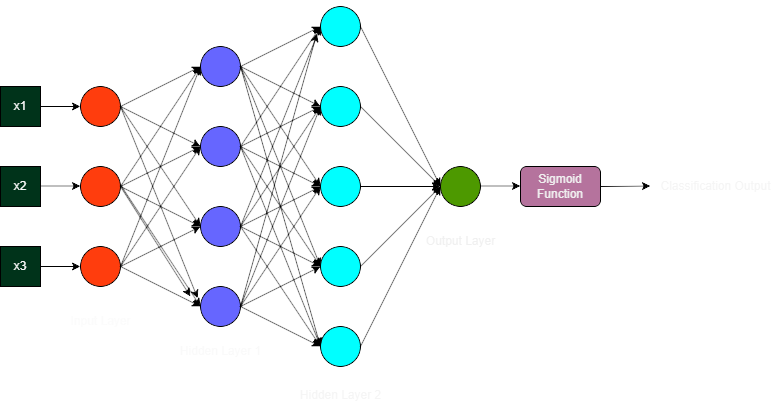 x1
x2
x3
Sigmoid
Function
Classification Output
Output Layer
Input Layer
Hidden Layer 1
Hidden Layer 2